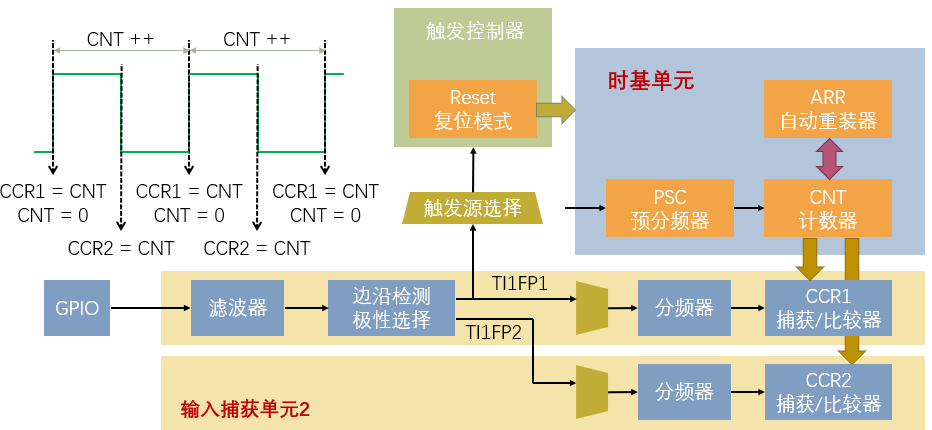 CNT ++
CNT ++
CCR1 = CNT
CNT = 0
CCR1 = CNT
CNT = 0
CCR1 = CNT
CNT = 0
CCR2 = CNT
CCR2 = CNT
触发控制器
Reset
复位模式
触发源选择
时基单元
ARR
自动重装器
PSC
预分频器
CNT
计数器
GPIO
滤波器
边沿检测
极性选择
TI1FP1
TI1FP2
分频器
CCR1
捕获/比较器
输入捕获单元2
分频器
CCR2
捕获/比较器